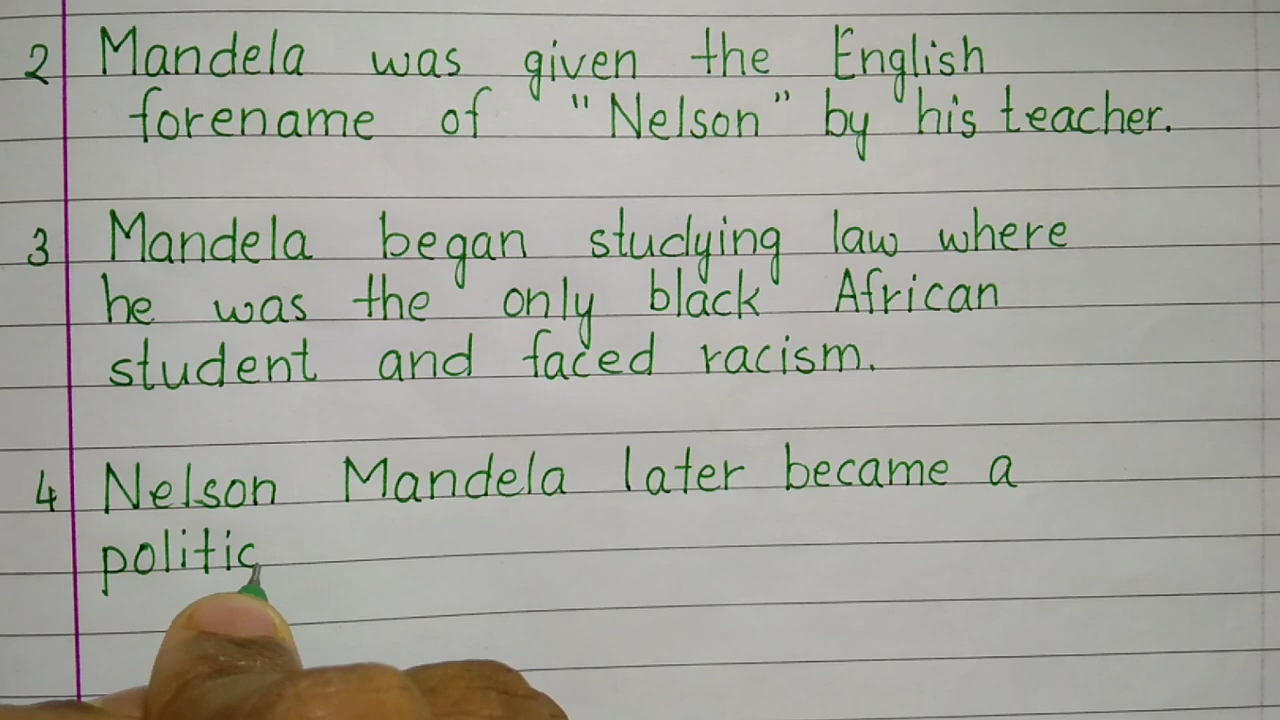 2 Mandela was given the English
forename of "Nelson" by his teacher.
3 Mandela began studying law where
he was the only black African
student and faced racism.
4 Nelson Mandela later became a
politic